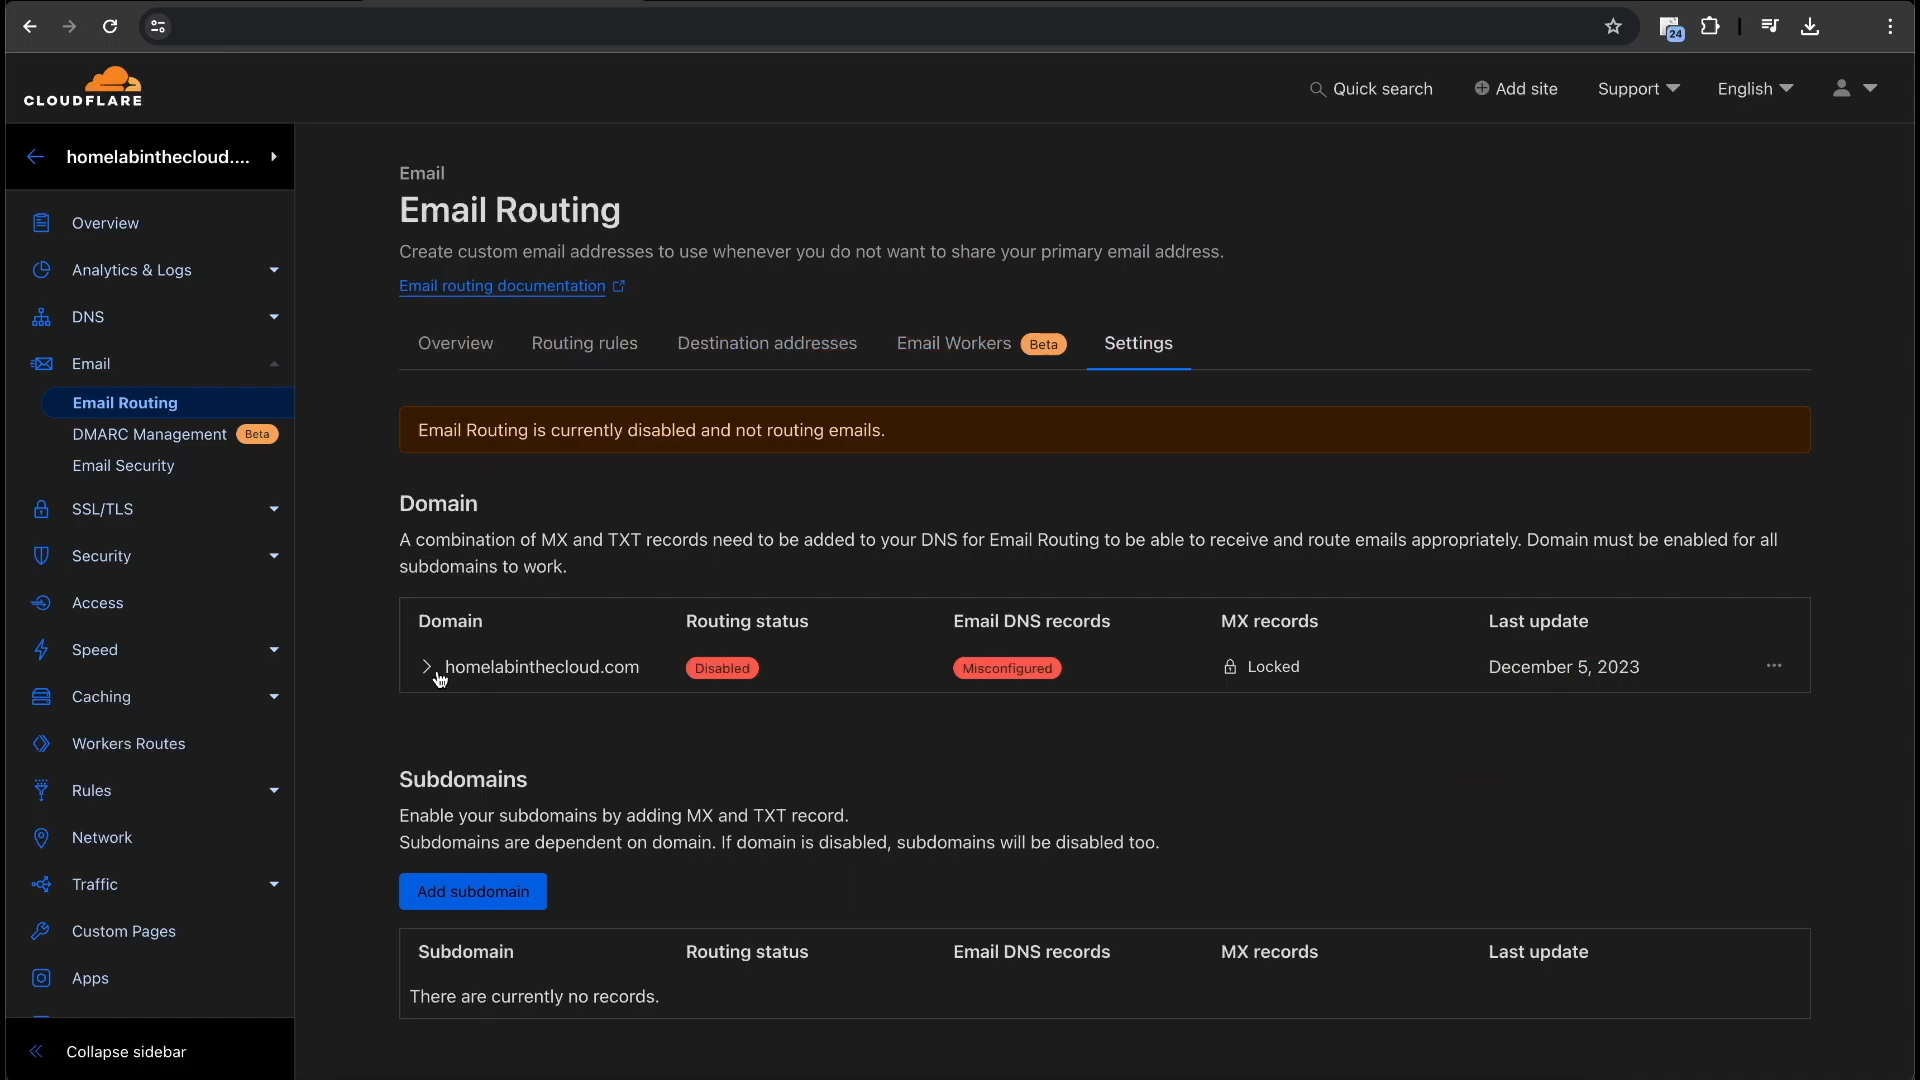 24
CLOUDFLARE
Quick search
Add site
Support
English
homelabinthecloud....
Overview
Analytics & Logs
DNS
Email
Email Routing
DMARC Management Beta
Email Security
SSL/TLS
Security
Access
Speed
Caching
Workers Routes
Rules
Network
Traffic
Custom Pages
Apps
Collapse sidebar
Email
Email Routing
Create custom email addresses to use whenever you do not want to share your primary email address.
Email routing documentation
Overview Routing rules Destination addresses Email Workers Beta Settings
Email Routing is currently disabled and not routing emails.
Domain
A combination of MX and TXT records need to be added to your DNS for Email Routing to be able to receive and route emails appropriately. Domain must be enabled for all
subdomains to work.
Domain Routing status Email DNS records MX records Last update
homelabinthecloud.com Disabled Misconfigured Locked December 5, 2023
Subdomains
Enable your subdomains by adding MX and TXT record.
Subdomains are dependent on domain. If domain is disabled, subdomains will be disabled too.
Add subdomain
Subdomain Routing status Email DNS records MX records Last update
There are currently no records.